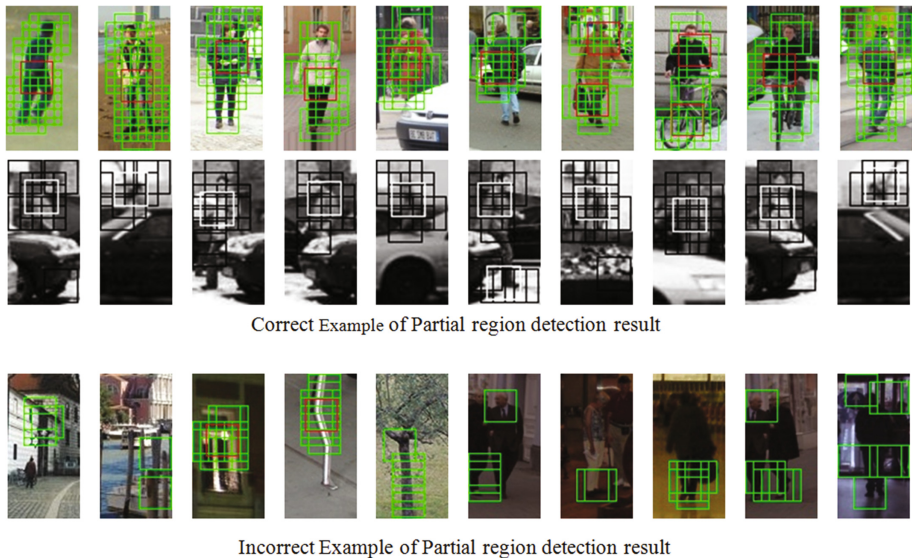 Correct Example of Partial region detection result
Incorrect Example of Partial region detection result